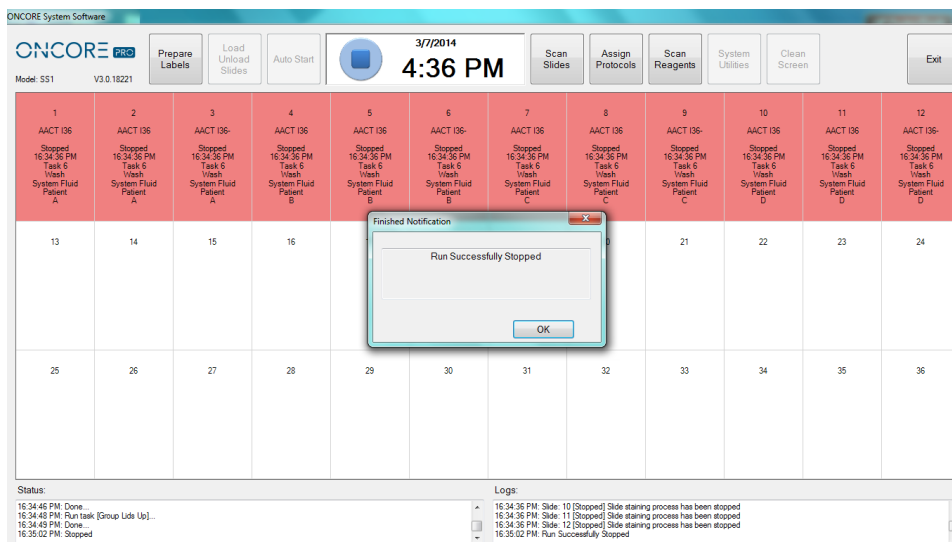 ONCORE System Software
ONCORE PRO
Model: SS1 V3.0.18221
Prepare Labels
Load Unload Slides
Auto Start
3/7/2014
4:36 PM
Scan Slides
Assign Protocols
Scan Reagents
System Utilities
Clean Screen
Exit
1 2 3 4 5 6 7 8 9 10 11 12
AACT I36 AACT I36 AACT I36- AACT I36 AACT I36 AACT I36- AACT I36 AACT I36 AACT I36- AACT I36 AACT I36 AACT I36-
Stopped Stopped Stopped Stopped Stopped Stopped Stopped Stopped Stopped Stopped Stopped Stopped
16:34:36 PM 16:34:36 PM 16:34:36 PM 16:34:36 PM 16:34:36 PM 16:34:36 PM 16:34:36 PM 16:34:36 PM 16:34:36 PM 16:34:36 PM 16:34:36 PM 16:34:36 PM
Task 6 Task 6 Task 6 Task 6 Task 6 Task 6 Task 6 Task 6 Task 6 Task 6 Task 6 Task 6
Wash Wash Wash Wash Wash Wash Wash Wash Wash Wash Wash Wash
System Fluid System Fluid System Fluid System Fluid System Fluid System Fluid System Fluid System Fluid System Fluid System Fluid System Fluid System Fluid
Patient Patient Patient Patient Patient Patient Patient Patient Patient Patient Patient Patient
A A A B B B C C C D D D
Finished Notification
Run Successfully Stopped
OK
13 14 15 16 21 22 23 24
25 26 27 28 29 30 31 32 33 34 35 36
Status:
16:34:46 PM: Done...
16:34:48 PM: Run task [Group Lids Up]...
16:34:49 PM: Done...
16:35:02 PM: Stopped
Logs:
16:34:36 PM: Slide: 10 [Stopped] Slide staining process has been stopped
16:34:36 PM: Slide: 11 [Stopped] Slide staining process has been stopped
16:34:36 PM: Slide: 12 [Stopped] Slide staining process has been stopped
16:35:02 PM: Run Successfully Stopped